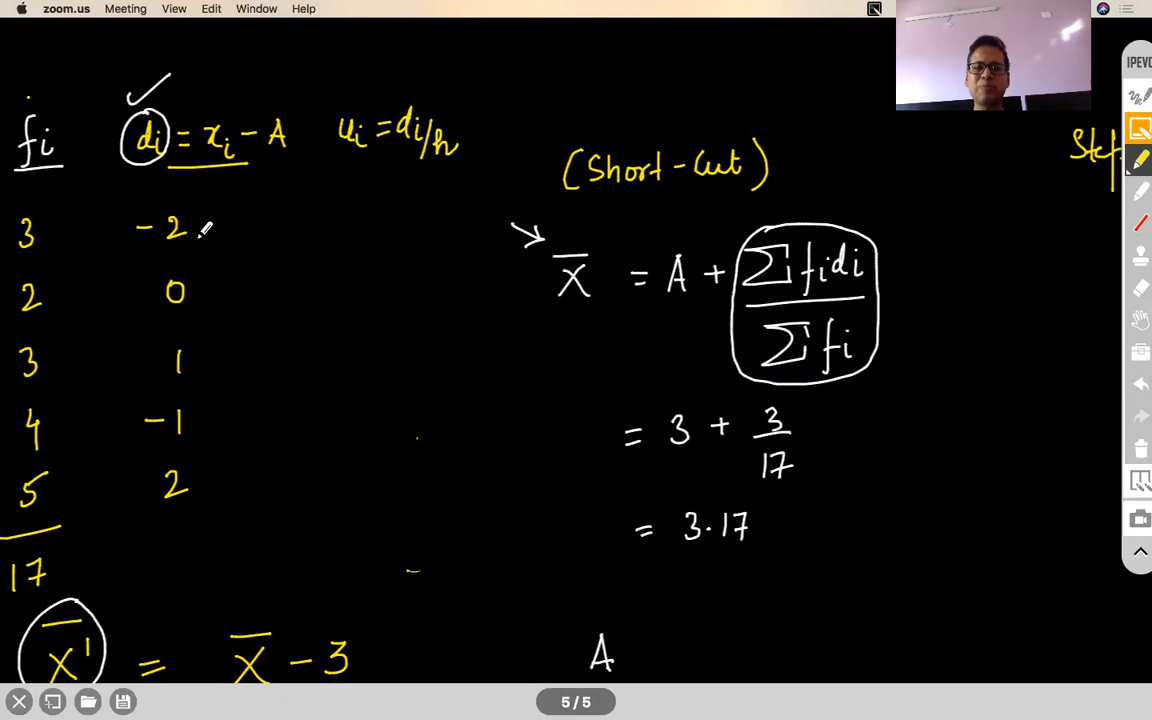 zoom.us Meeting View Edit Window Help
IPEVO
fi di = xi - A ui = di/h
(Short-Cut)
3 -2
2 0
3 1
4 -1
5 2
17
X̄ = A + Σfidi / Σfi
= 3 + 3/17
= 3.17
X̄' = X̄ - 3
A
5/5